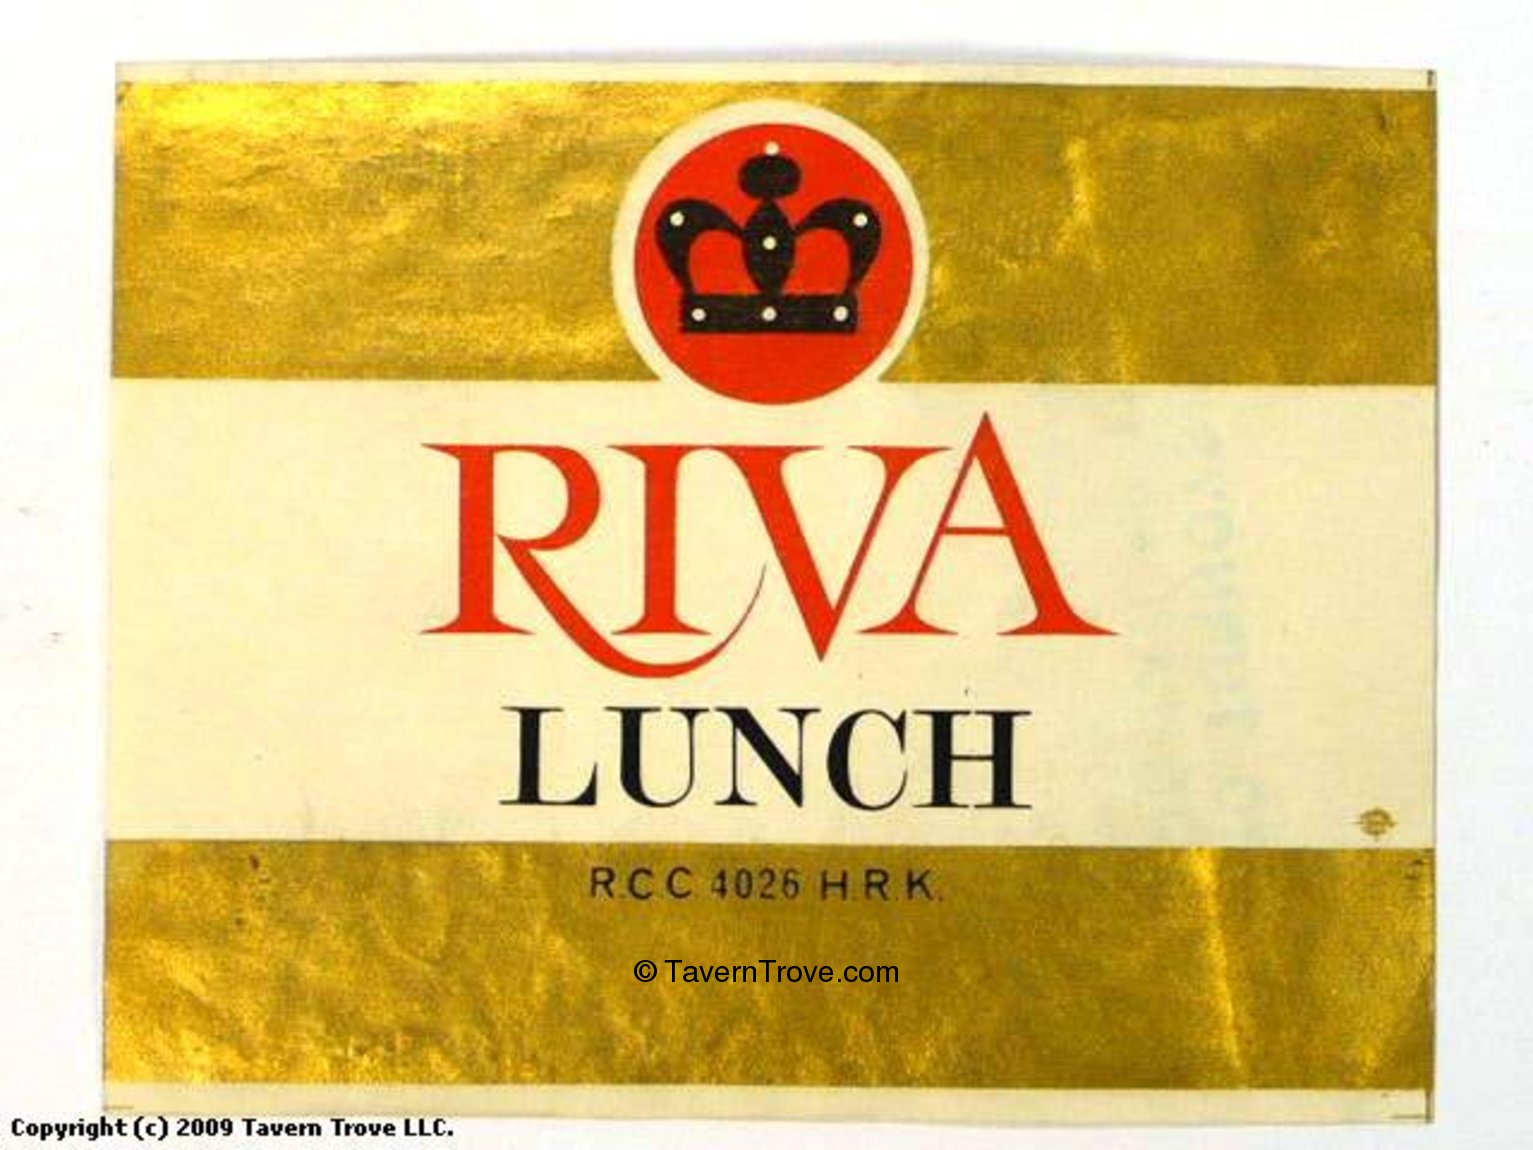 RIVA
LUNCH
R.C.C 4026 H.R.K.
© TavernTrove.com
Copyright (c) 2009 Tavern Trove LLC.